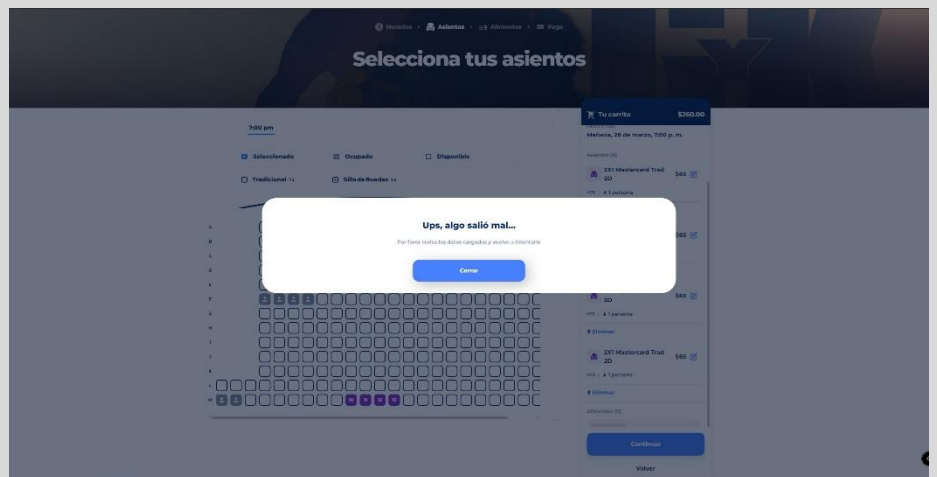 Horarios Asientos Alimentos Pago
Selecciona tus asientos
7:00 pm
Seleccionado Ocupado Disponible
Tradicional Silla de Ruedas
Tu carrito $260.00
Mañana, 28 de marzo, 7:00 p. m.
2X1 Mastercard Trad 2D $65
1 persona
Ups, algo salió mal...
Por favor revisa los datos cargados y vuelve a intentarlo
Cerrar
$65
2D $65
1 persona
Eliminar
2X1 Mastercard Trad 2D $65
1 persona
Eliminar
Continuar
Volver